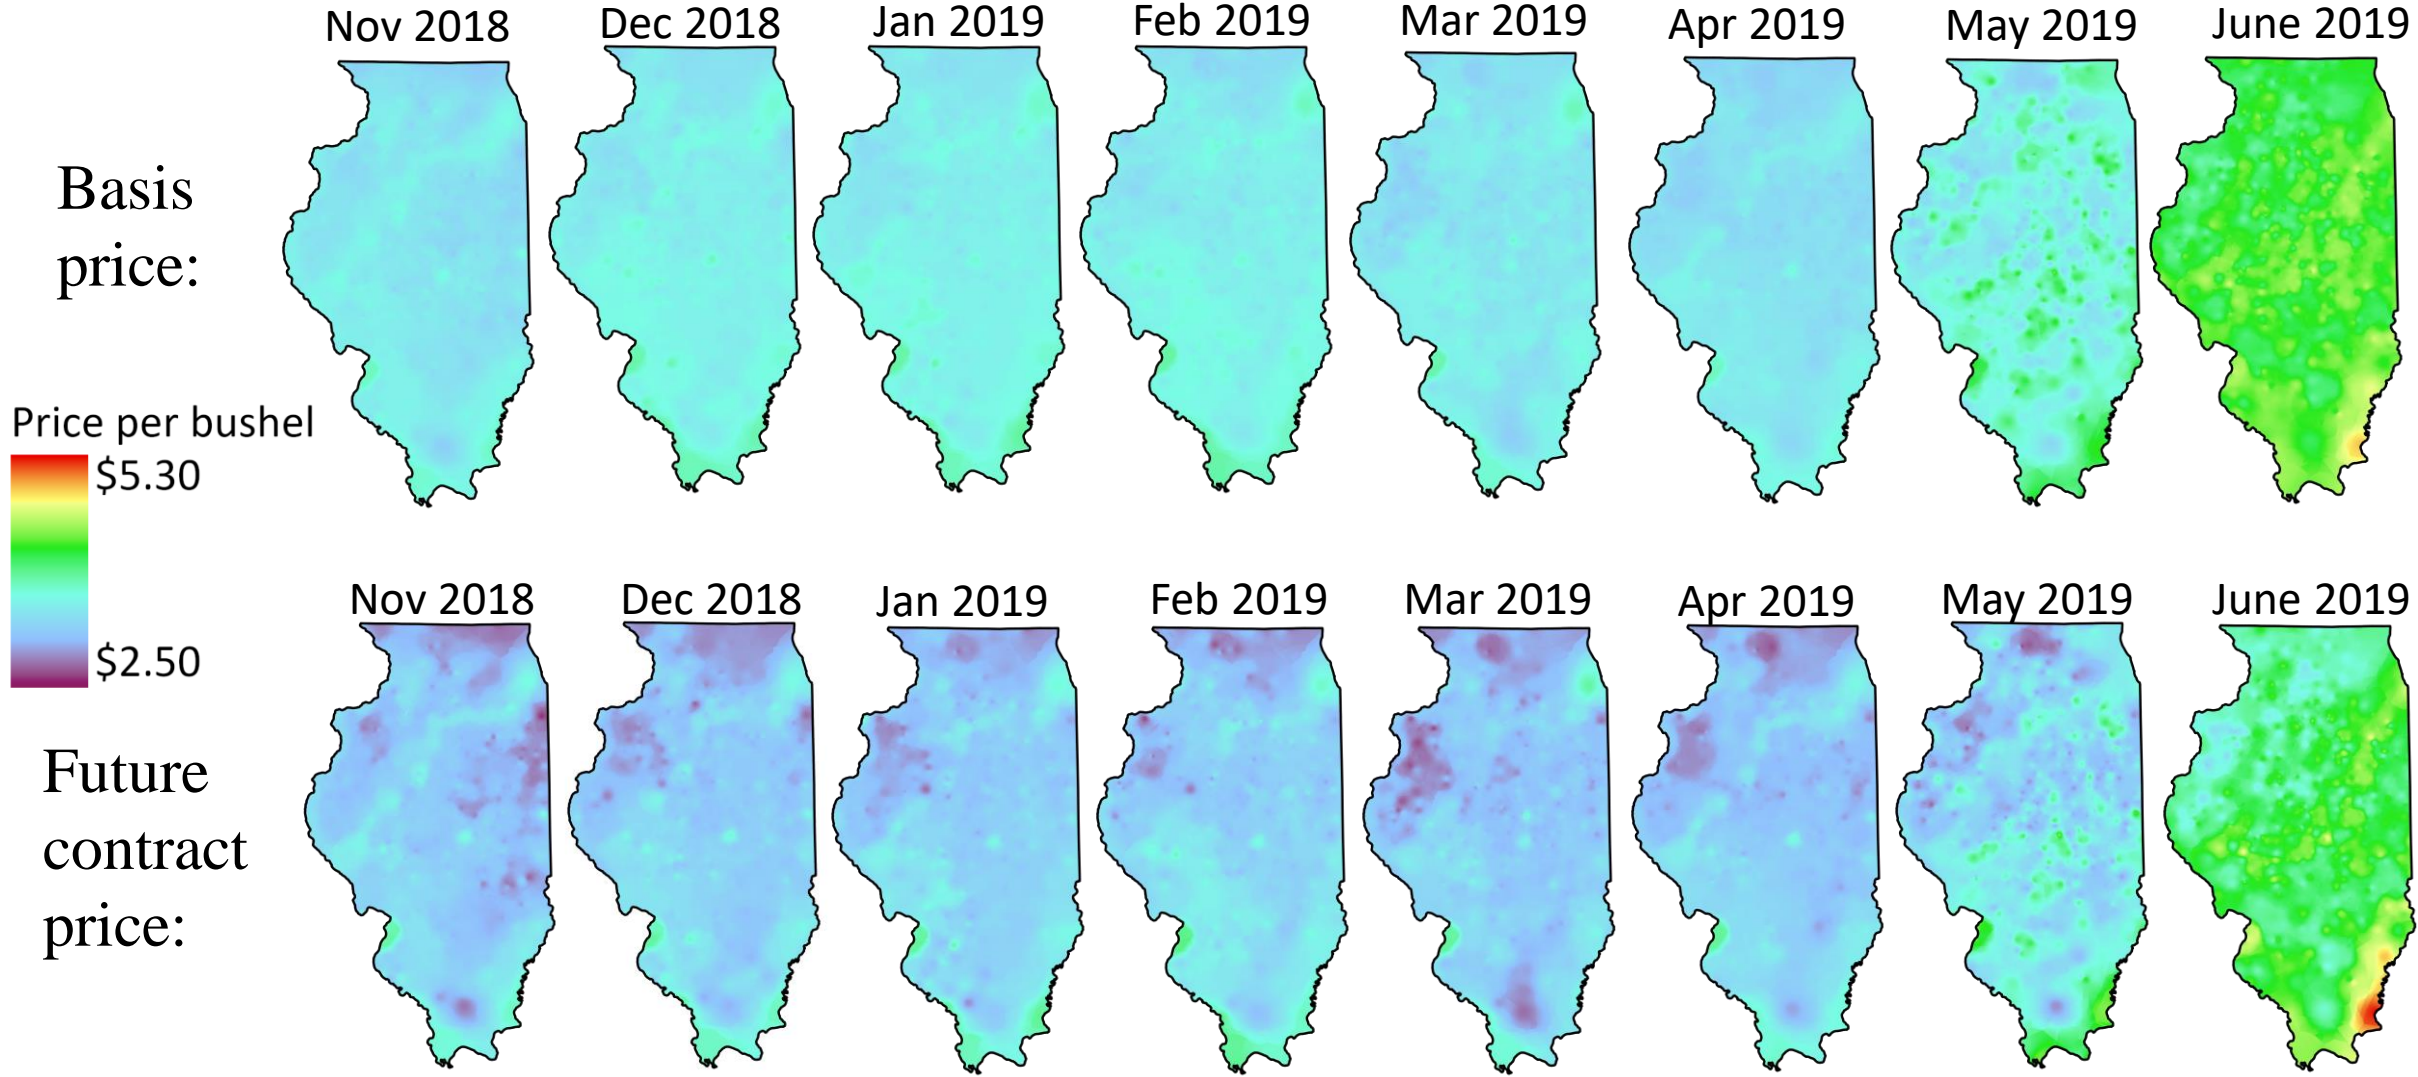 Nov 2018
Dec 2018
Jan 2019
Feb 2019
Mar 2019
Apr 2019
May 2019
June 2019
Basis
price:
Price per bushel
$5.30
$2.50
Nov 2018
Dec 2018
Jan 2019
Feb 2019
Mar 2019
Apr 2019
May 2019
June 2019
Future
contract
price: